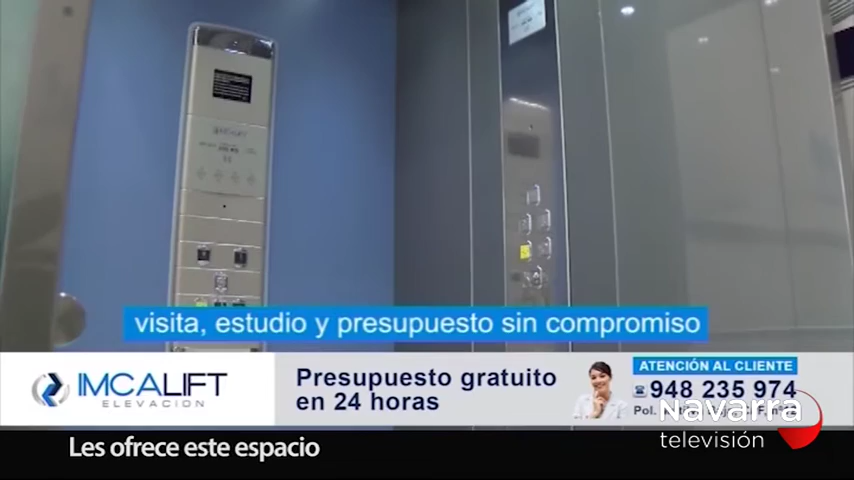 visita, estudio y presupuesto sin compromiso
IMCALIFT
ELEVACION
Presupuesto gratuito
en 24 horas
ATENCIÓN AL CLIENTE
948 235 974
Pol.
Navarra
televisión
Les ofrece este espacio